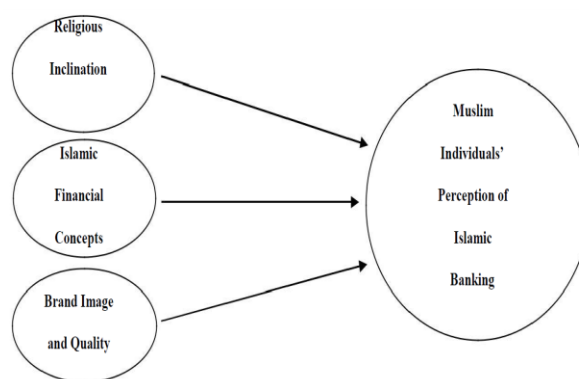 Religious
Inclination
Islamic
Financial
Concepts
Brand Image
and Quality
Muslim
Individuals'
Perception of
Islamic
Banking